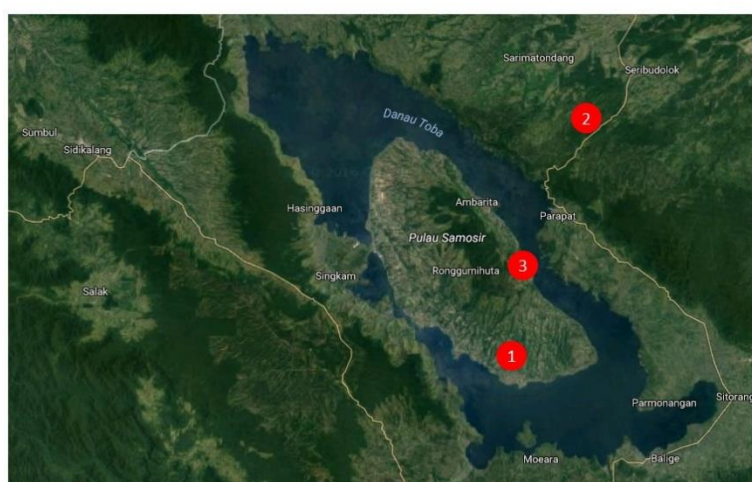 Sarimatondang
Seribudolok
2
Danau Toba
Sumbul
Sidikalang
Hasinggaan
Ambarita
Parapat
Pulau Samosir
Singkam
Ronggurnihuta
3
Salak
1
Parmonangan
Sitorang
Moeara
Balige